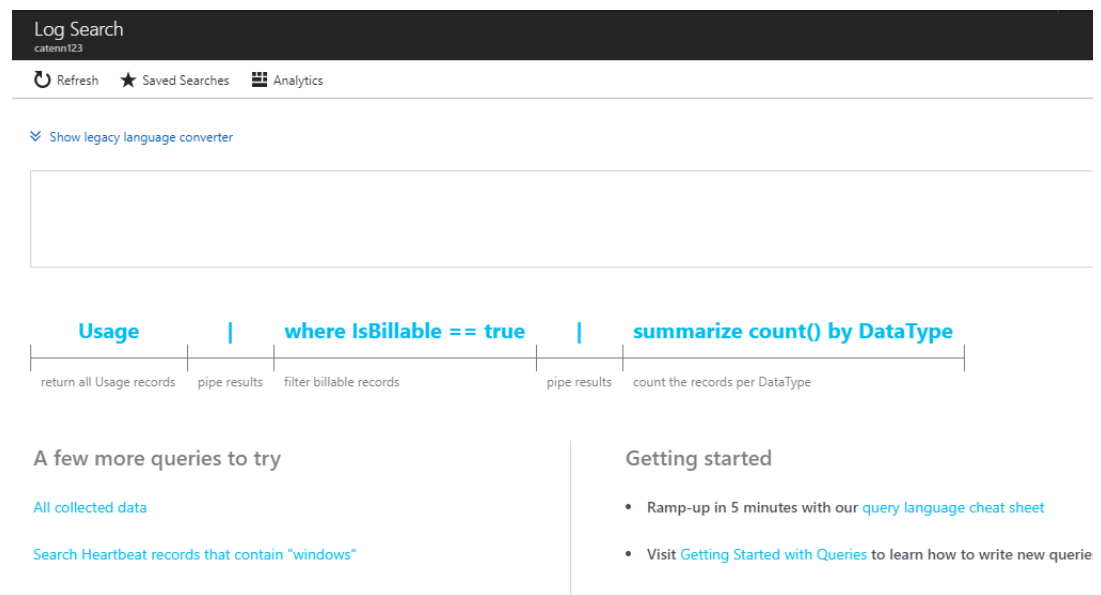 Log Search
catenn123
Refresh Saved Searches Analytics
Show legacy language converter
Usage | where IsBillable == true | summarize count() by DataType
return all Usage records pipe results filter billable records pipe results count the records per DataType
A few more queries to try
All collected data
Search Heartbeat records that contain "windows"
Getting started
Ramp-up in 5 minutes with our query language cheat sheet
Visit Getting Started with Queries to learn how to write new querie